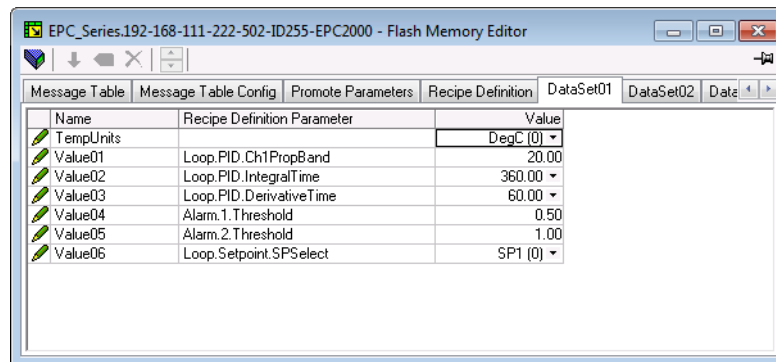 EPC_Series.192-168-111-222-502-ID255-EPC2000 - Flash Memory Editor
Message Table Message Table Config Promote Parameters Recipe Definition DataSet01 DataSet02 Data
Name Recipe Definition Parameter Value
TempUnits DegC (0)
Value01 Loop.PID.Ch1PropBand 20.00
Value02 Loop.PID.IntegralTime 360.00
Value03 Loop.PID.DerivativeTime 60.00
Value04 Alarm.1.Threshold 0.50
Value05 Alarm.2.Threshold 1.00
Value06 Loop.Setpoint.SPSelect SP1 (0)